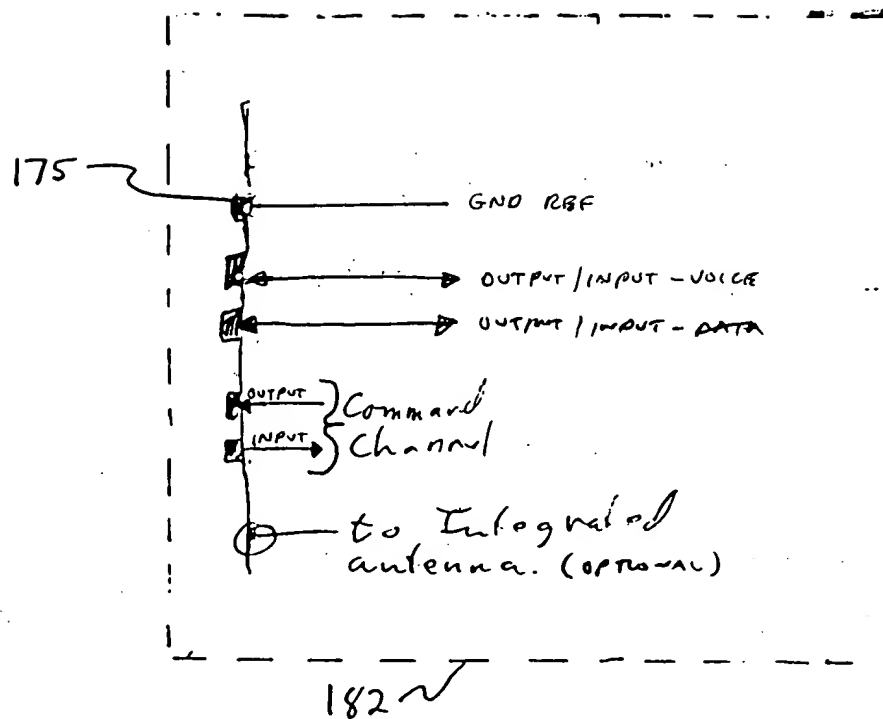 175
GND REF
OUTPUT/INPUT-VOICE
OUTPUT/INPUT-DATA
OUTPUT
INPUT
Command
Channel
to Integrated
antenna. (OPTIONAL)
182